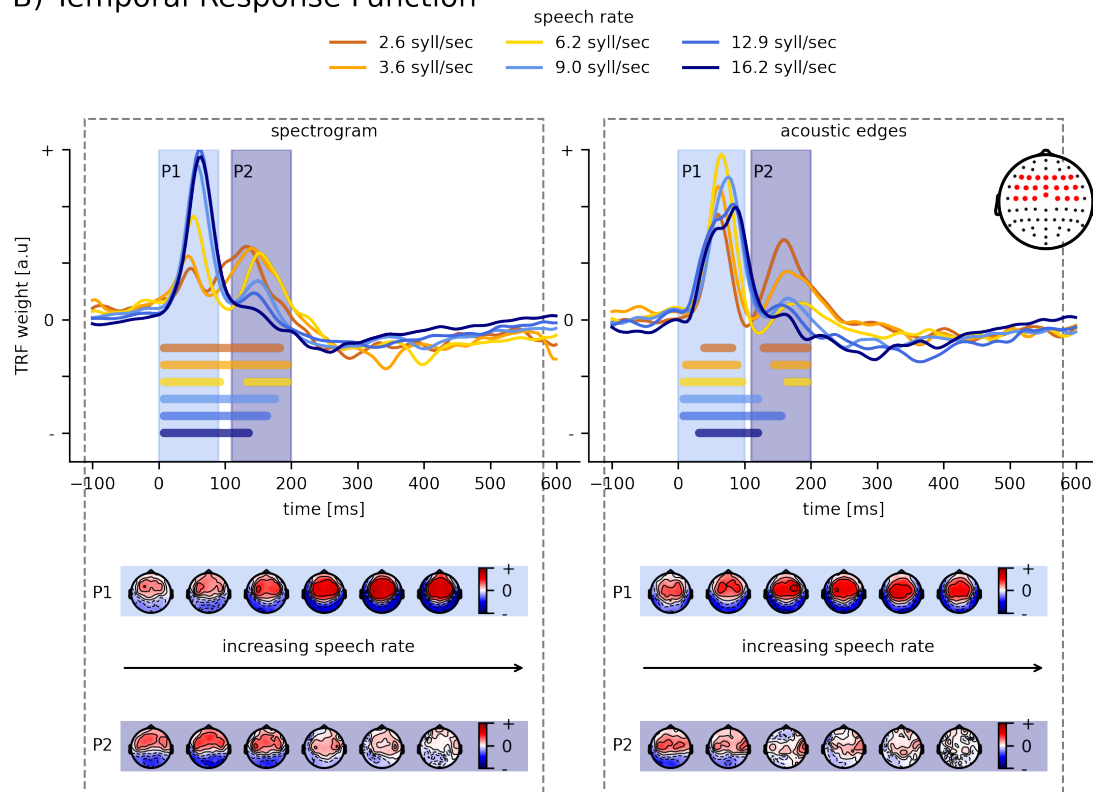 B) Temporal Response Function
speech rate
2.6 syll/sec 6.2 syll/sec 12.9 syll/sec
3.6 syll/sec 9.0 syll/sec 16.2 syll/sec
spectrogram acoustic edges
+ +
P1 P2 P1 P2
TRF weight [a.u]
0 0
- -
−100 0 100 200 300 400 500 600 −100 0 100 200 300 400 500 600
time [ms] time [ms]
P1 + 0 - P1 + 0 -
increasing speech rate increasing speech rate
P2 + 0 - P2 + 0 -